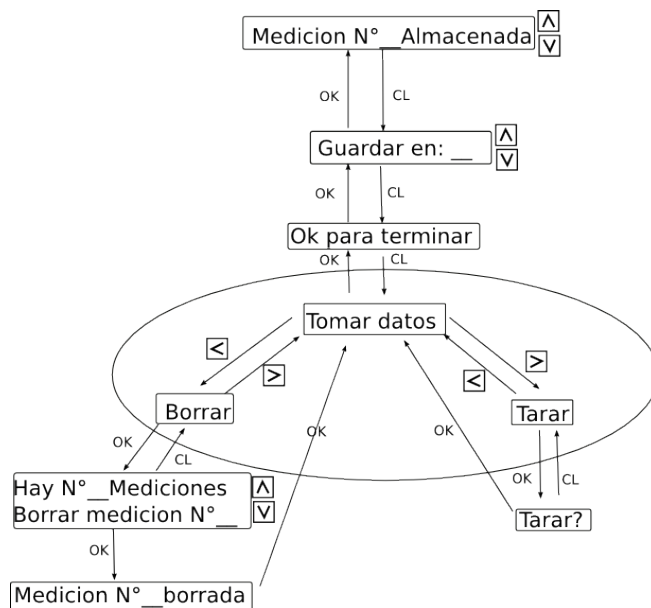 Medicion N°__Almacenada
OK
CL
Guardar en: __
OK
CL
Ok para terminar
OK
CL
Tomar datos
<
>
>
<
Borrar
Tarar
OK
CL
OK
OK
OK
CL
Hay N°__Mediciones
Borrar medicion N°__
Tarar?
OK
Medicion N°__borrada